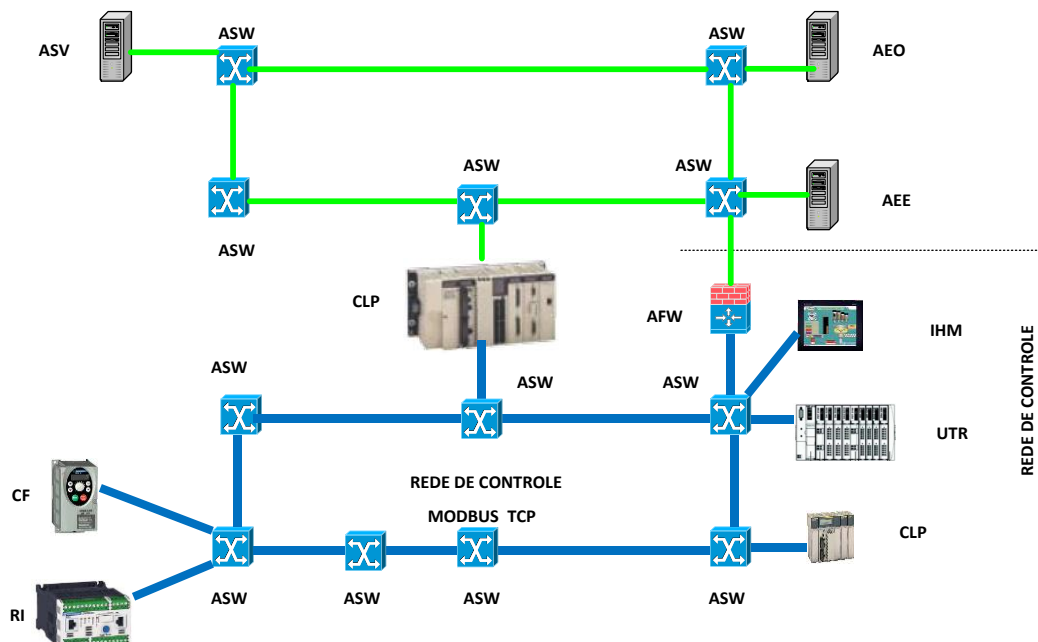 ASW
ASW
ASV
AEO
ASW
ASW
AEE
ASW
CLP
AFW
IHM
ASW
ASW
ASW
UTR
REDE DE CONTROLE
REDE DE CONTROLE
MODBUS TCP
CF
CLP
ASW
ASW
ASW
ASW
RI